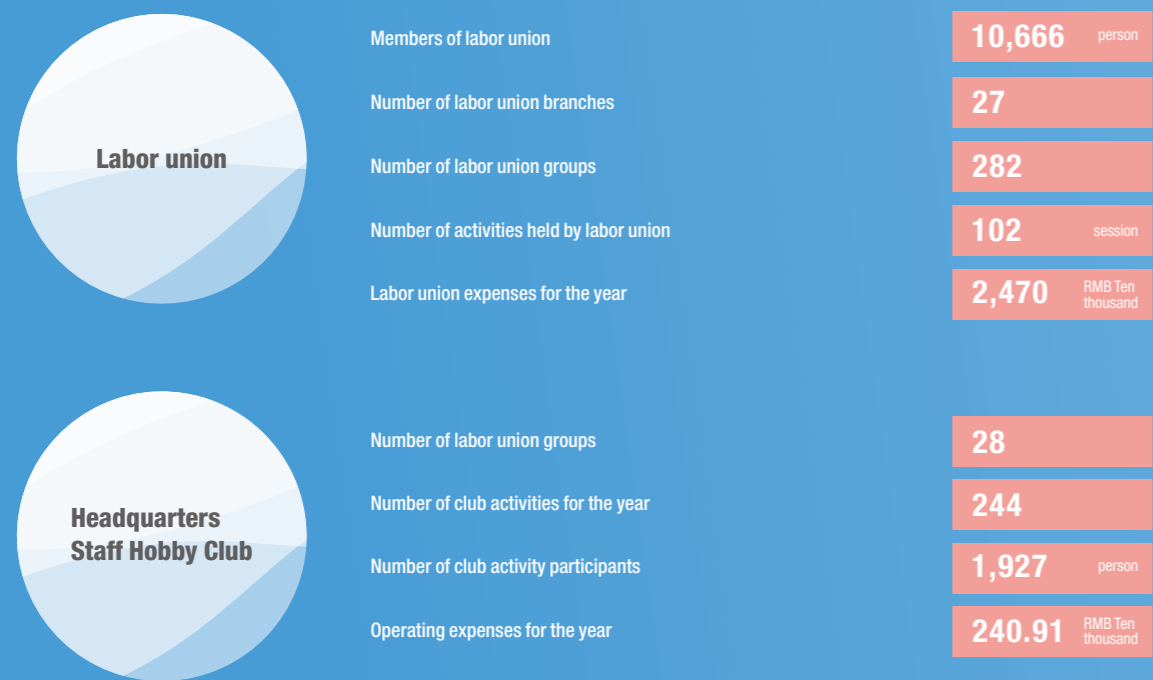 Labor union
Members of labor union
10,666 person
Number of labor union branches
27
Number of labor union groups
282
Number of activities held by labor union
102 session
Labor union expenses for the year
2,470 RMB Ten
thousand
Headquarters
Staff Hobby Club
Number of labor union groups
28
Number of club activities for the year
244
Number of club activity participants
1,927 person
Operating expenses for the year
240.91 RMB Ten
thousand